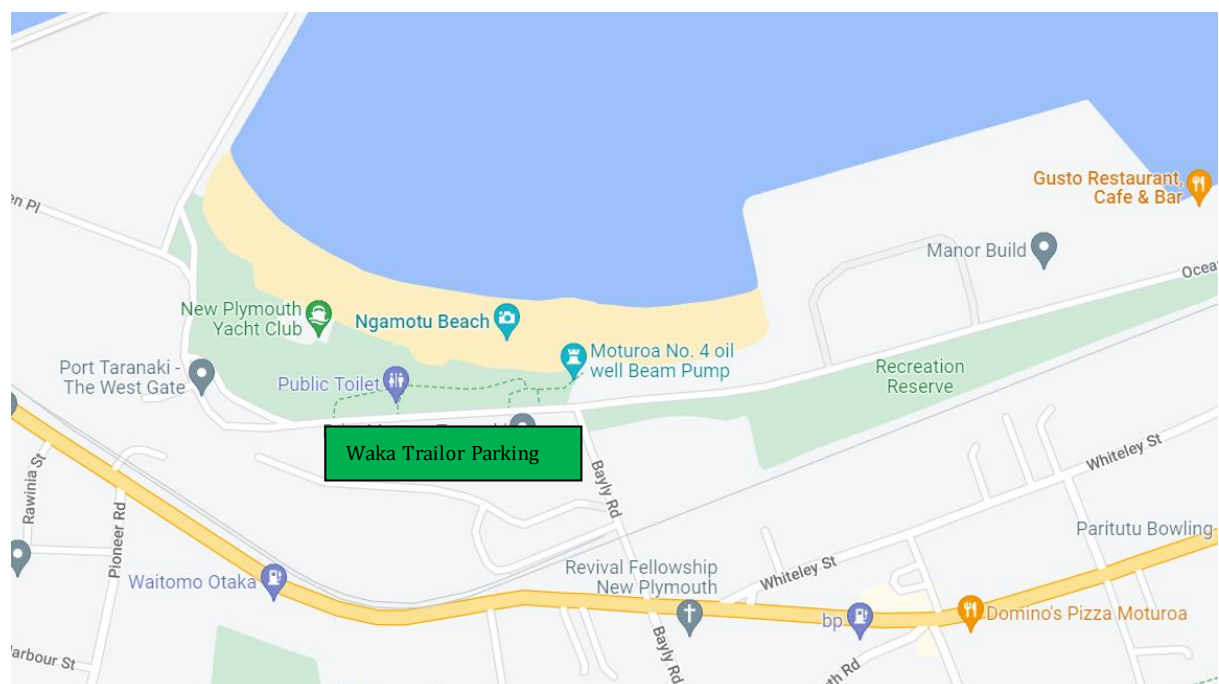 Gusto Restaurant,
Cafe & Bar
en Pl
Manor Build
Ocea
New Plymouth
Yacht Club
Ngamotu Beach
Moturoa No. 4 oil
well Beam Pump
Port Taranaki -
The West Gate
Public Toilet
Recreation
Reserve
Waka Trailor Parking
Whiteley St
Bayly Rd
Rawinia St
Pioneer Rd
Paritutu Bowling
Revival Fellowship
New Plymouth
Whiteley St
Waitomo Otaka
bp
Domino's Pizza Moturoa
Bayly Rd
arbour St
th Rd